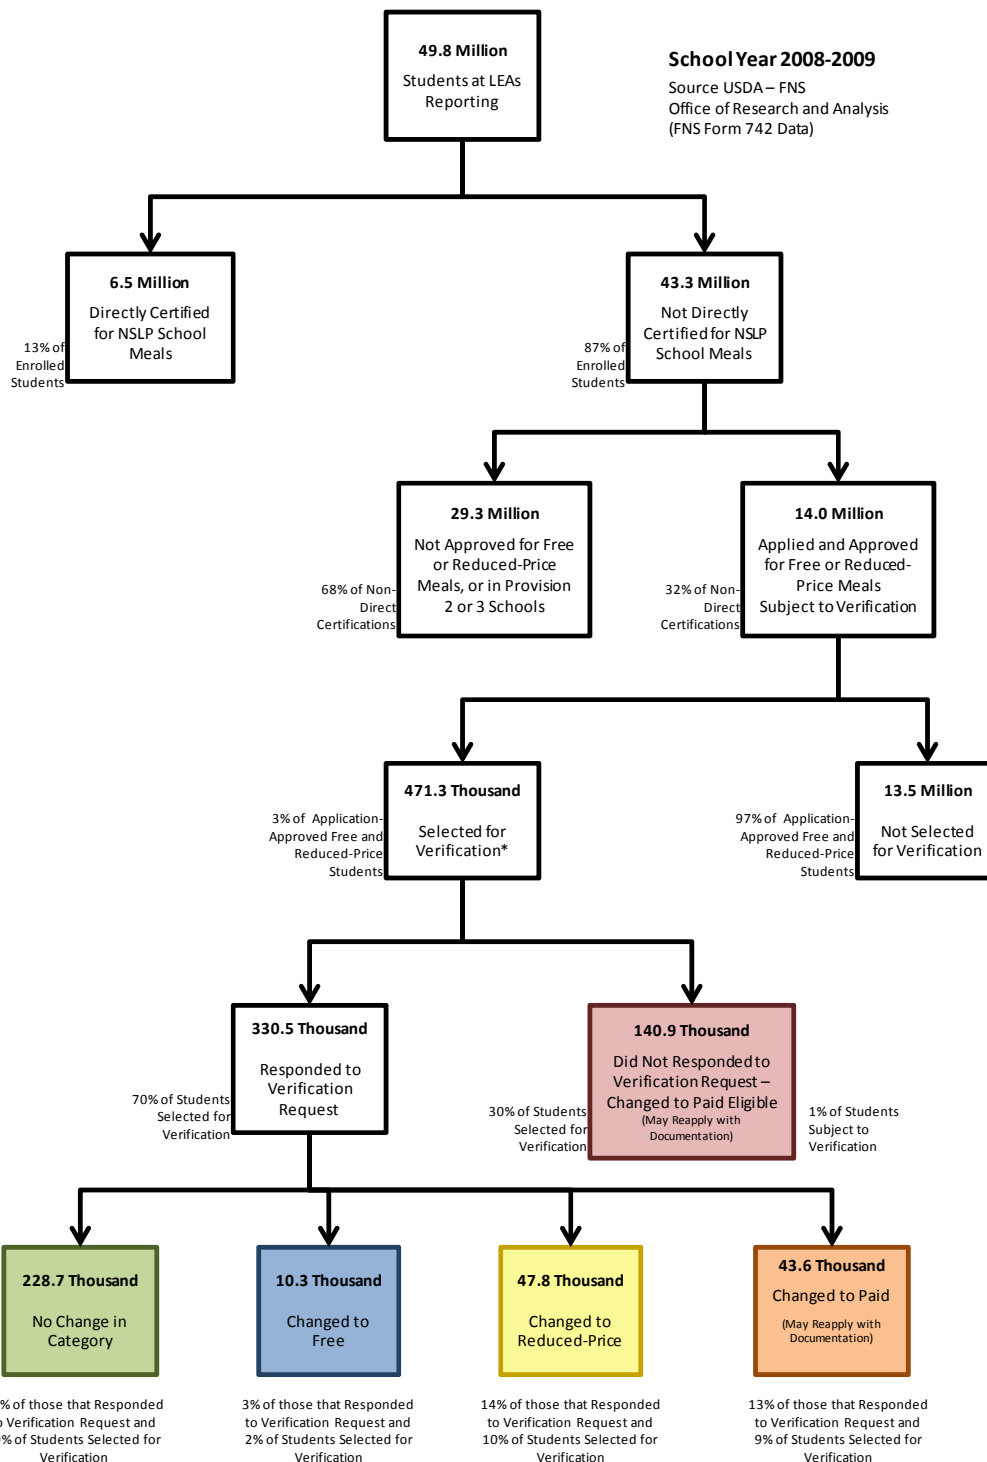 49.8 Million
Students at LEAs
Reporting
School Year 2008-2009
Source USDA – FNS
Office of Research and Analysis
(FNS Form 742 Data)
6.5 Million
Directly Certified
for NSLP School
Meals
13% of
Enrolled
Students
43.3 Million
Not Directly
Certified for NSLP
School Meals
87% of
Enrolled
Students
29.3 Million
Not Approved for Free
or Reduced-Price
Meals, or in Provision
2 or 3 Schools
68% of Non-
Direct
Certifications
14.0 Million
Applied and Approved
for Free or Reduced-
Price Meals
Subject to Verification
32% of Non-
Direct
Certifications
471.3 Thousand
Selected for
Verification*
3% of Application-
Approved Free and
Reduced-Price
Students
13.5 Million
Not Selected
for Verification
97% of Application-
Approved Free and
Reduced-Price
Students
330.5 Thousand
Responded to
Verification
Request
70% of Students
Selected for
Verification
140.9 Thousand
Did Not Responded to
Verification Request –
Changed to Paid Eligible
(May Reapply with
Documentation)
30% of Students
Selected for
Verification
1% of Students
Subject to
Verification
228.7 Thousand
No Change in
Category
10.3 Thousand
Changed to
Free
47.8 Thousand
Changed to
Reduced-Price
43.6 Thousand
Changed to Paid
(May Reapply with
Documentation)
% of those that Responded
Verification Request and
% of Students Selected for
Verification
3% of those that Responded
to Verification Request and
2% of Students Selected for
Verification
14% of those that Responded
to Verification Request and
10% of Students Selected for
Verification
13% of those that Responded
to Verification Request and
9% of Students Selected for
Verification